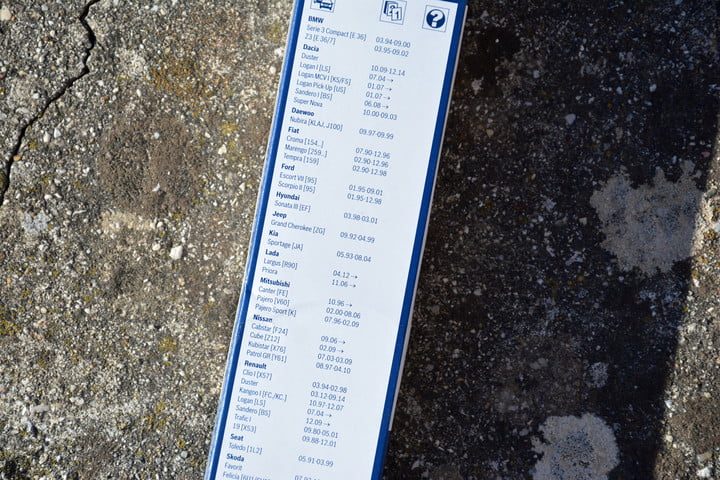 21 ?
BMW
Serie 3 Compact [E 36] 03.94-09.00
Z3 [E 36/7] 03.95-09.02
Dacia
Duster 10.09-12.14
Logan I [LS] 07.04→
Logan MCV I [KS/FS] 01.07→
Logan Pick Up [US] 01.07→
Sandero I [BS] 06.08→
Super Nova 10.00-09.03
Daewoo
Nubira [KLAJ, J100] 09.97-09.99
Fiat
Croma [154..] 07.90-12.96
Marengo [259..] 02.90-12.96
Tempra [159] 02.90-12.98
Ford
Escort VII [95] 01.95-09.01
Scorpio II [95] 01.95-12.98
Hyundai
Sonata III [EF] 03.98-03.01
Jeep
Grand Cherokee [ZG] 09.92-04.99
Kia
Sportage [JA] 05.93-08.04
Lada
Largus [R90] 04.12→
Priora 11.06→
Mitsubishi
Canter [FE] 10.96→
Pajero [V60] 02.00-08.06
Pajero Sport [K] 07.96-02.09
Nissan
Cabstar [F24] 09.06→
Cube [Z12] 02.09→
Kubistar [X76] 07.03-03.09
Patrol GR [Y61] 08.97-04.10
Renault
Clio I [X57] 03.94-02.98
Duster 03.12-09.14
Kangoo I [FC./KC.] 10.97-12.07
Logan [LS] 07.04→
Sandero [BS] 12.09→
Trafic I 09.80-05.01
19 [X53] 09.88-12.01
Seat
Toledo [1L2] 05.91-03.99
Skoda
Favorit
Felicia